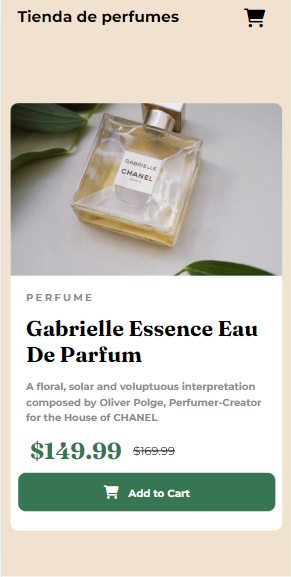 Tienda de perfumes
GABRIELLE
CHANEL
PARIS
PERFUME
Gabrielle Essence Eau
De Parfum
A floral, solar and voluptuous interpretation
composed by Oliver Polge, Perfumer-Creator
for the House of CHANEL
$149.99 $169.99
Add to Cart